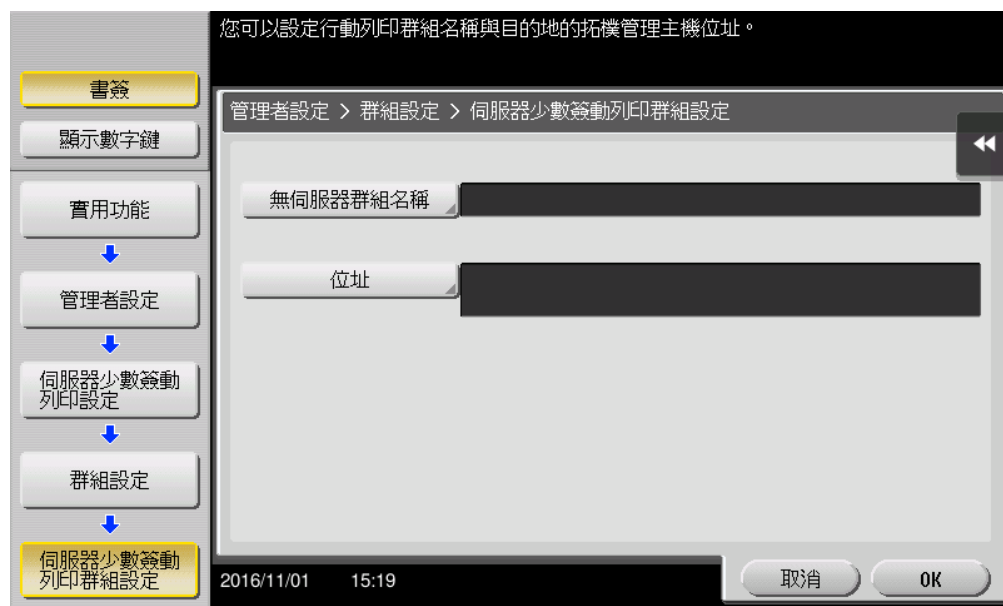 您可以設定行動列印群組名稱與目的地的拓樸管理主機位址。
書簽
顯示數字鍵
實用功能
管理者設定
伺服器少數簽動
列印設定
群組設定
伺服器少數簽動
列印群組設定
管理者設定 > 群組設定 > 伺服器少數簽動列印群組設定
無伺服器群組名稱
位址
2016/11/01 15:19
取消
OK